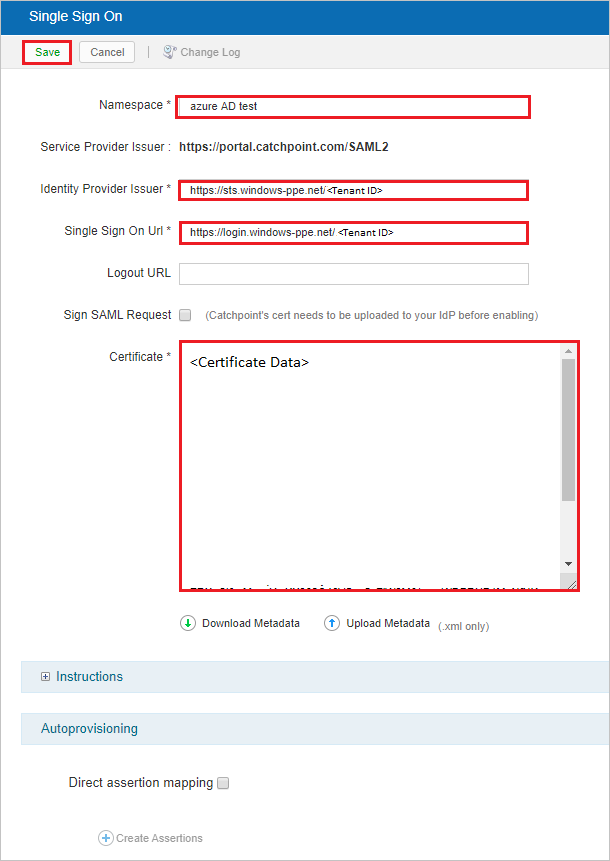 Single Sign On
Save Cancel | Change Log
Namespace * azure AD test
Service Provider Issuer : https://portal.catchpoint.com/SAML2
Identity Provider Issuer * https://sts.windows-ppe.net/<Tenant ID>
Single Sign On Url * https://login.windows-ppe.net/ <Tenant ID>
Logout URL
Sign SAML Request (Catchpoint's cert needs to be uploaded to your IdP before enabling)
Certificate * <Certificate Data>
Download Metadata Upload Metadata (.xml only)
Instructions
Autoprovisioning
Direct assertion mapping
Create Assertions